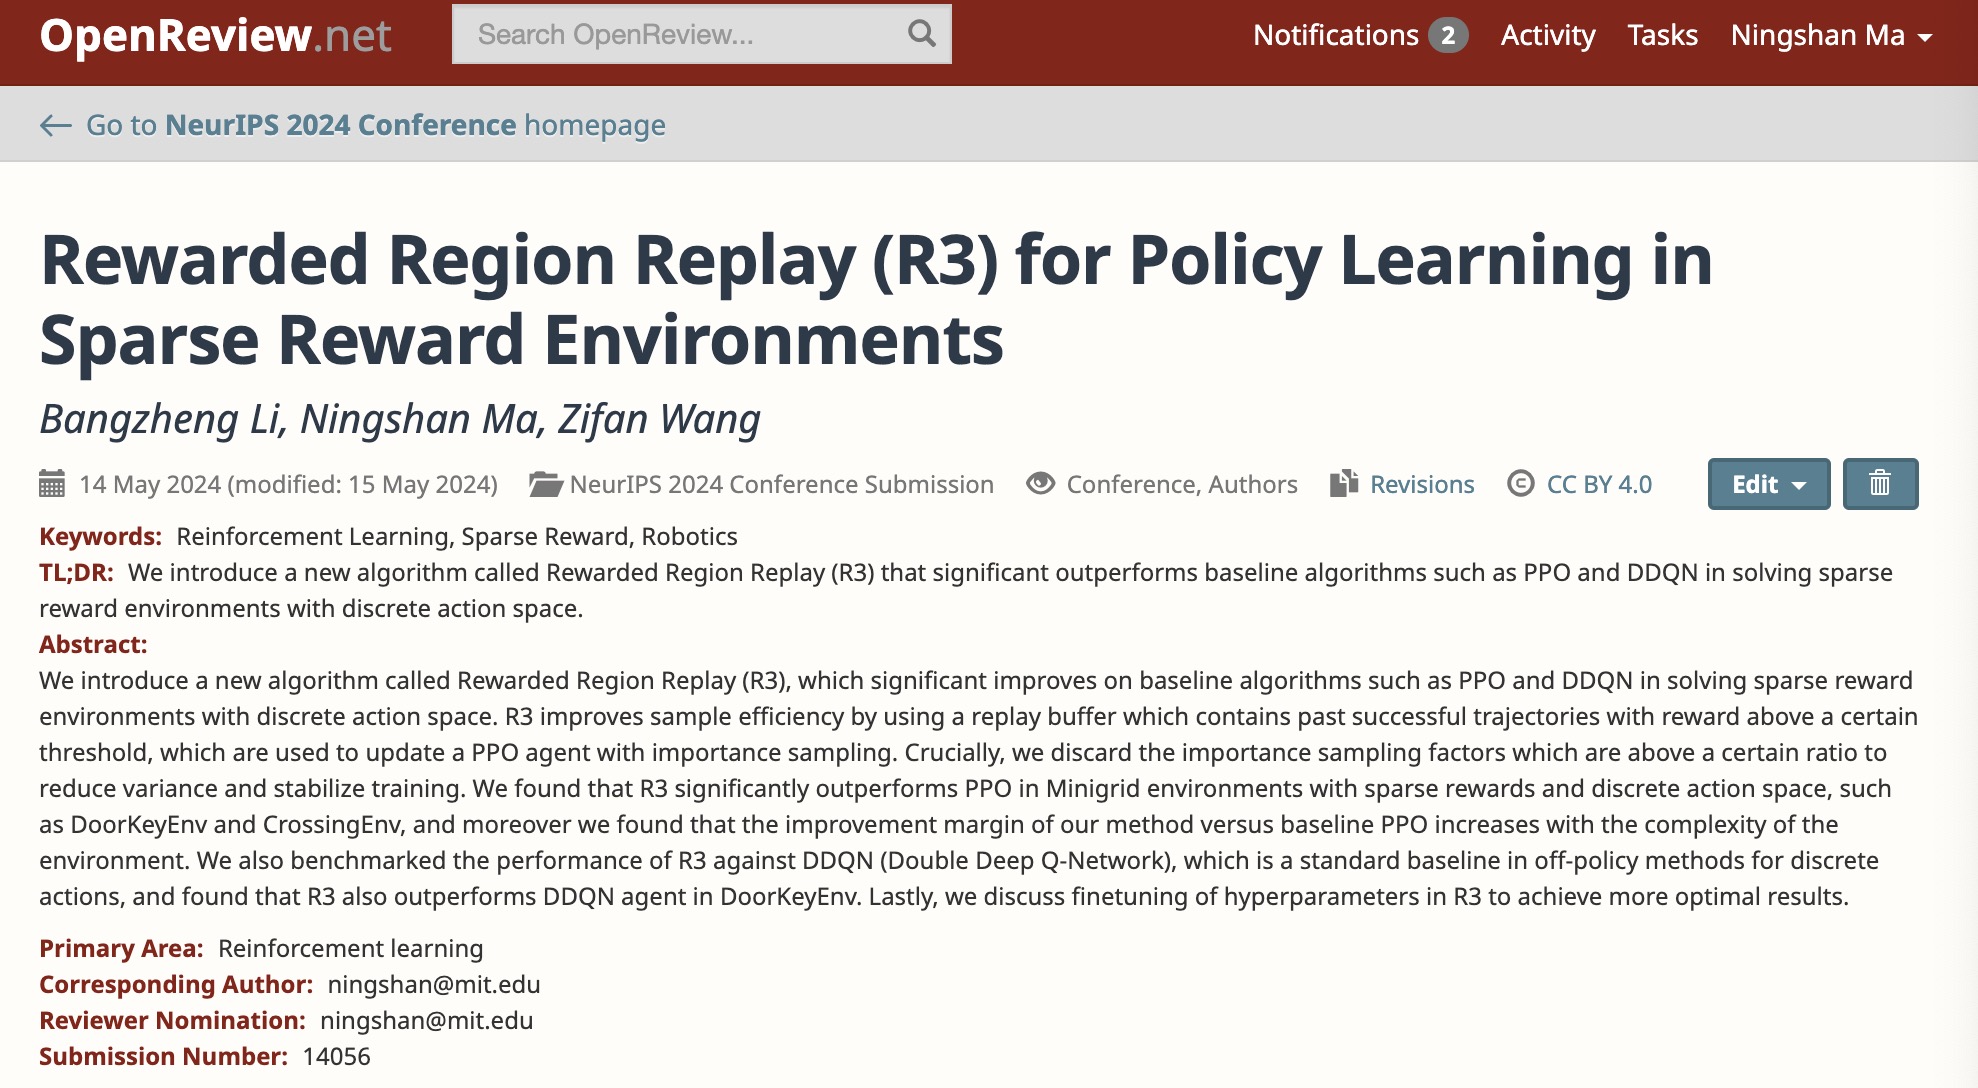 OpenReview.net
Search OpenReview...
Notifications 2 Activity Tasks Ningshan Ma
Go to NeurIPS 2024 Conference homepage
Rewarded Region Replay (R3) for Policy Learning in
Sparse Reward Environments
Bangzheng Li, Ningshan Ma, Zifan Wang
14 May 2024 (modified: 15 May 2024) NeurIPS 2024 Conference Submission Conference, Authors Revisions © CC BY 4.0 Edit
Keywords: Reinforcement Learning, Sparse Reward, Robotics
TL;DR: We introduce a new algorithm called Rewarded Region Replay (R3) that significant outperforms baseline algorithms such as PPO and DDQN in solving sparse
reward environments with discrete action space.
Abstract:
We introduce a new algorithm called Rewarded Region Replay (R3), which significant improves on baseline algorithms such as PPO and DDQN in solving sparse reward
environments with discrete action space. R3 improves sample efficiency by using a replay buffer which contains past successful trajectories with reward above a certain
threshold, which are used to update a PPO agent with importance sampling. Crucially, we discard the importance sampling factors which are above a certain ratio to
reduce variance and stabilize training. We found that R3 significantly outperforms PPO in Minigrid environments with sparse rewards and discrete action space, such
as DoorKeyEnv and CrossingEnv, and moreover we found that the improvement margin of our method versus baseline PPO increases with the complexity of the
environment. We also benchmarked the performance of R3 against DDQN (Double Deep Q-Network), which is a standard baseline in off-policy methods for discrete
actions, and found that R3 also outperforms DDQN agent in DoorKeyEnv. Lastly, we discuss finetuning of hyperparameters in R3 to achieve more optimal results.
Primary Area: Reinforcement learning
Corresponding Author: ningshan@mit.edu
Reviewer Nomination: ningshan@mit.edu
Submission Number: 14056